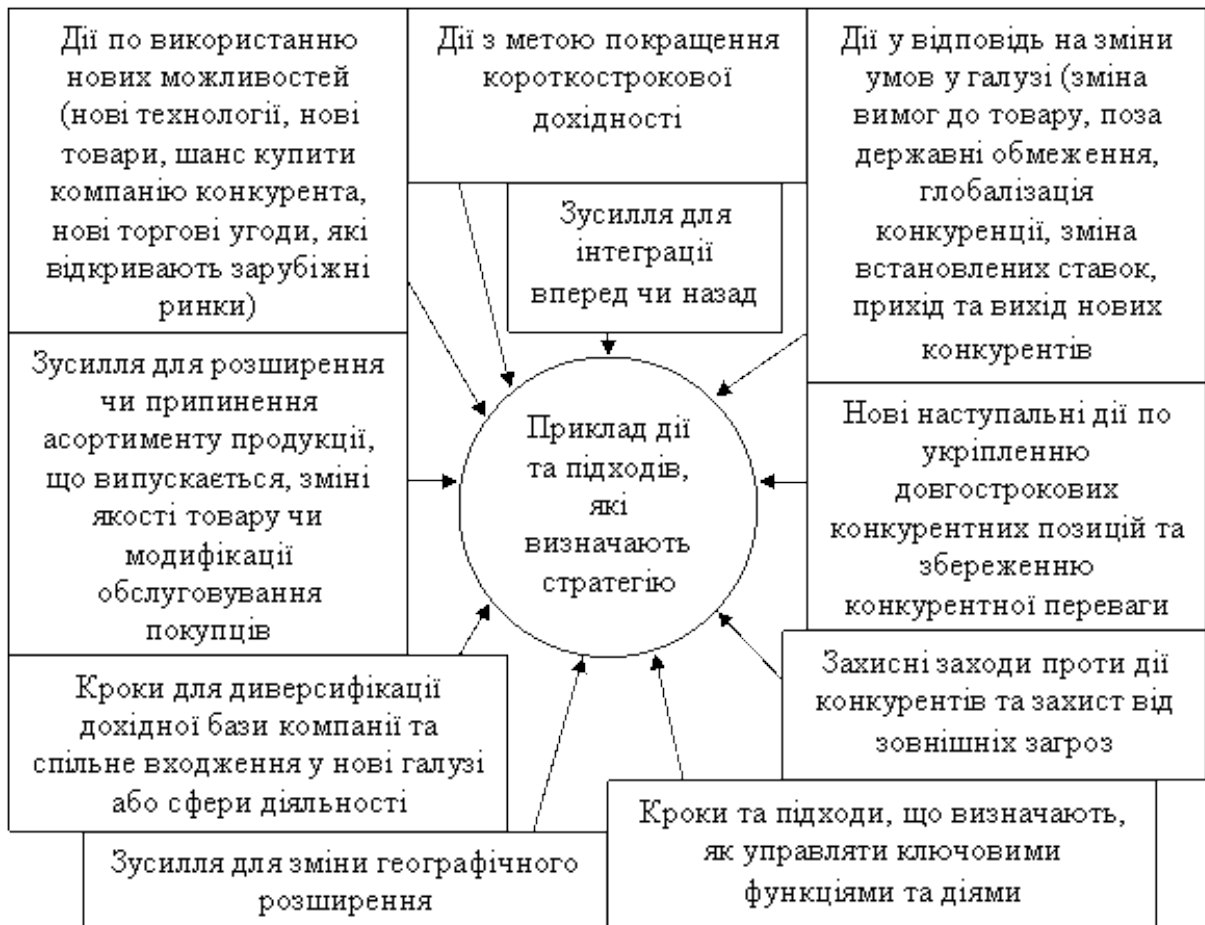 Дії по використанню
нових можливостей
(нові технології, нові
товари, шанс купити
компанію конкурента,
нові торгові угоди, які
відкривають зарубіжні
ринки)
Дії з метою покращення
короткострокової
дохідності
Дії у відповідь на зміни
умов у галузі (зміна
вимог до товару, поза
державні обмеження,
глобалізація
конкуренції, зміна
встановлених ставок,
прихід та вихід нових
конкурентів
Зусилля для
інтеграції
вперед чи назад
Зусилля для розширення
чи припинення
асортименту продукції,
що випускається, зміні
якості товару чи
модифікації
обслуговування
покупців
Приклад дії
та підходів,
які
визначають
стратегію
Нові наступальні дії по
укріпленню
довгострокових
конкурентних позицій та
збереженню
конкурентної переваги
Кроки для диверсифікації
дохідної бази компанії та
спільне входження у нові галузі
або сфери діяльності
Захисні заходи проти дії
конкурентів та захист від
зовнішніх загроз
Зусилля для зміни географічного
розширення
Кроки та підходи, що визначають,
як управляти ключовими
функціями та діями